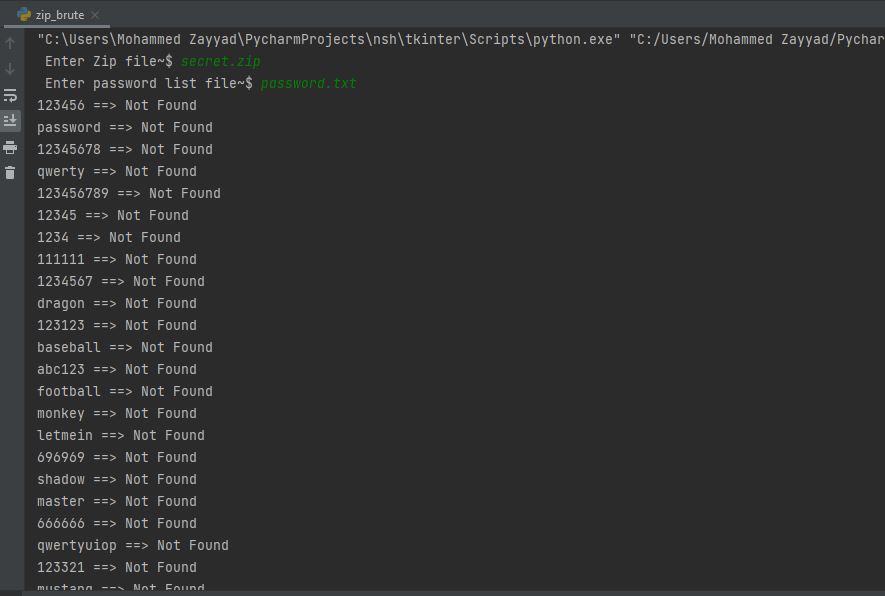 zip_brute
"C:\Users\Mohammed Zayyad\PycharmProjects\nsh\tkinter\Scripts\python.exe" "C:/Users/Mohammed Zayyad/Pychar
Enter Zip file~$ secret.zip
Enter password list file~$ password.txt
123456 ==> Not Found
password ==> Not Found
12345678 ==> Not Found
qwerty ==> Not Found
123456789 ==> Not Found
12345 ==> Not Found
1234 ==> Not Found
111111 ==> Not Found
1234567 ==> Not Found
dragon ==> Not Found
123123 ==> Not Found
baseball ==> Not Found
abc123 ==> Not Found
football ==> Not Found
monkey ==> Not Found
letmein ==> Not Found
696969 ==> Not Found
shadow ==> Not Found
master ==> Not Found
666666 ==> Not Found
qwertyuiop ==> Not Found
123321 ==> Not Found
mustang ==> Not Found